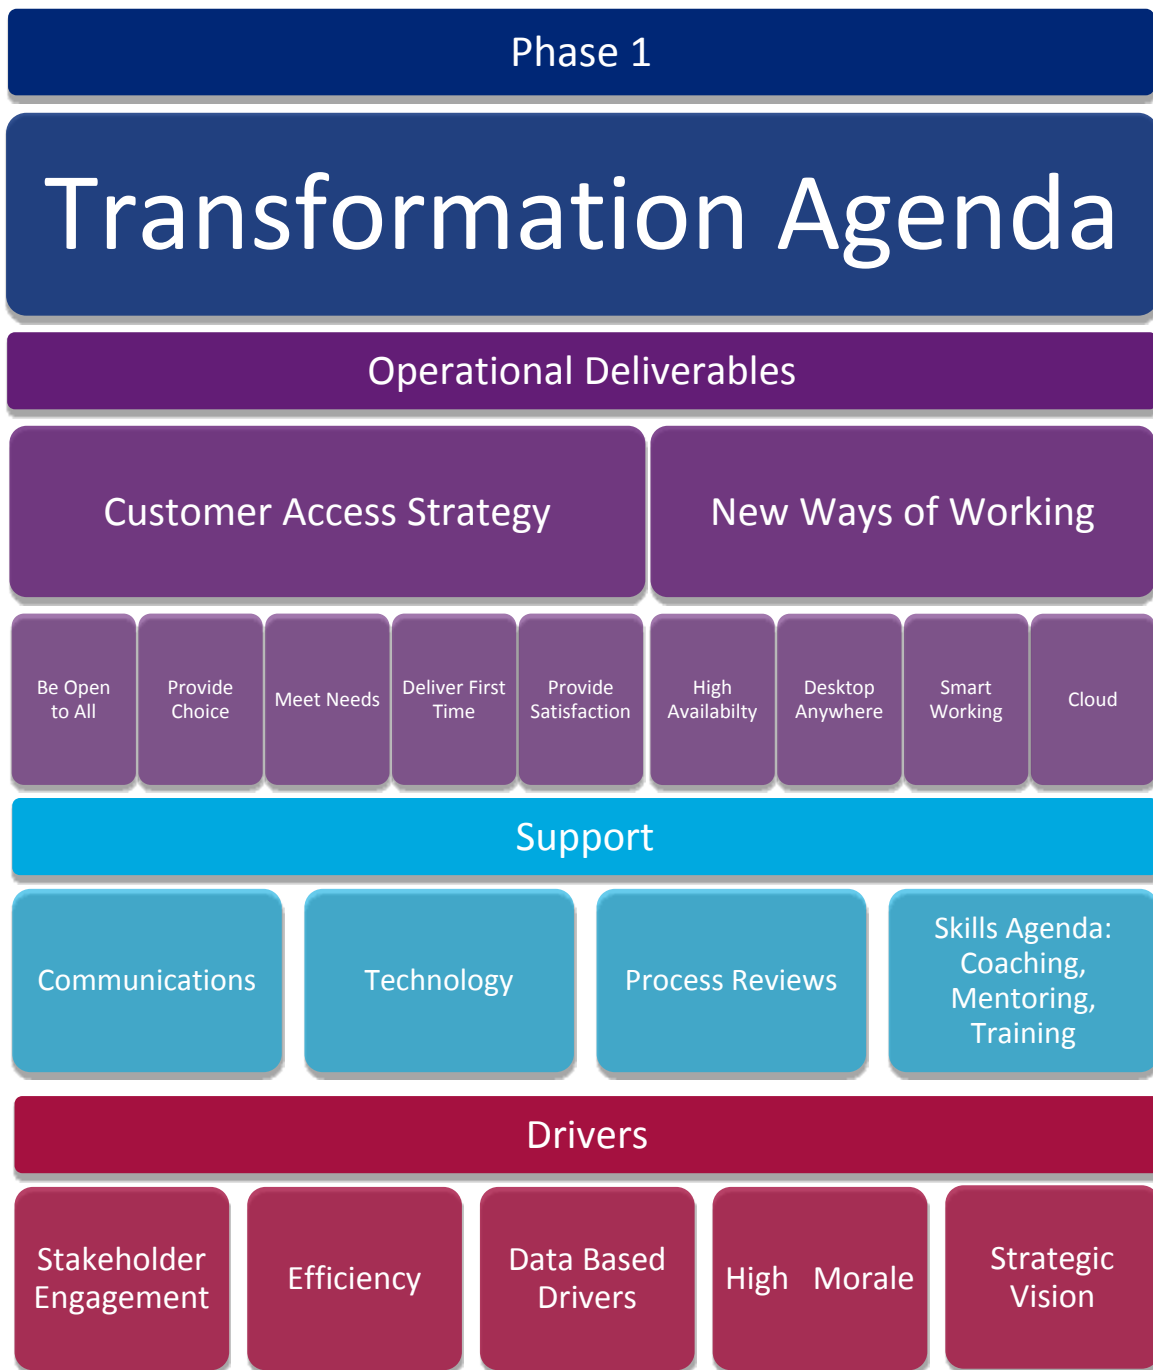 Phase 1
Transformation Agenda
Operational Deliverables
Customer Access Strategy
New Ways of Working
Be Open
to All
Provide
Choice
Meet Needs
Deliver First
Time
Provide
Satisfaction
High
Availabilty
Desktop
Anywhere
Smart
Working
Cloud
Support
Communications
Technology
Process Reviews
Skills Agenda:
Coaching,
Mentoring,
Training
Drivers
Stakeholder
Engagement
Efficiency
Data Based
Drivers
High Morale
Strategic
Vision